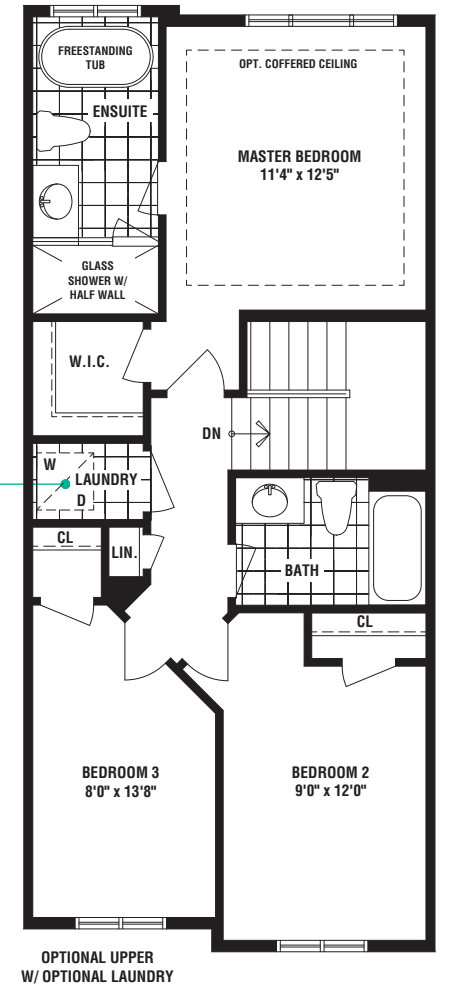 FREESTANDING
TUB
ENSUITE
OPT. COFFERED CEILING
MASTER BEDROOM
11'4" x 12'5"
GLASS
SHOWER W/
HALF WALL
W.I.C.
DN
W
LAUNDRY
D
CL
LIN.
BATH
CL
BEDROOM 3
8'0" x 13'8"
BEDROOM 2
9'0" x 12'0"
OPTIONAL UPPER
W/ OPTIONAL LAUNDRY